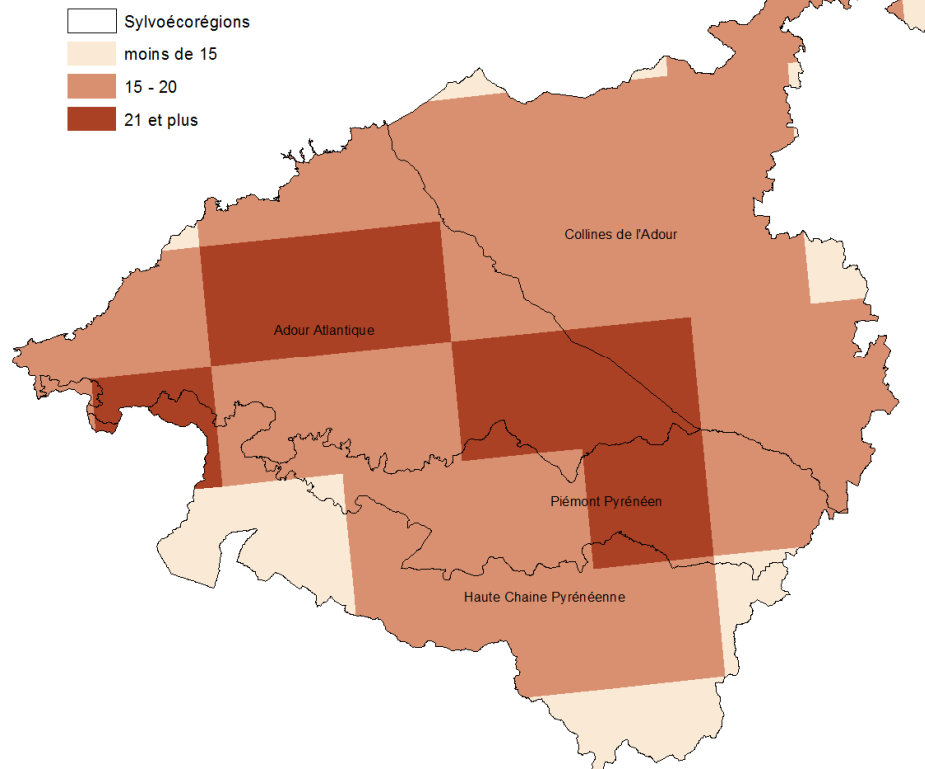 Sylvoécorégions
moins de 15
15 - 20
21 et plus
Collines de l'Adour
Adour Atlantique
Piémont Pyrénéen
Haute Chaine Pyrénéenne